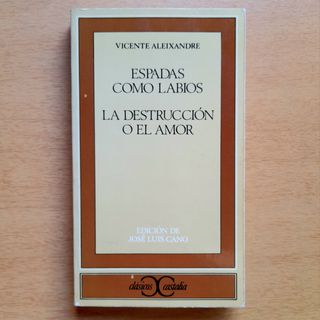 VICENTE ALEIXANDRE
ESPADAS
COMO LABIOS
LA DESTRUCCIÓN
O EL AMOR
EDICIÓN DE
JOSÉ LUIS CANO
clásicos castalia